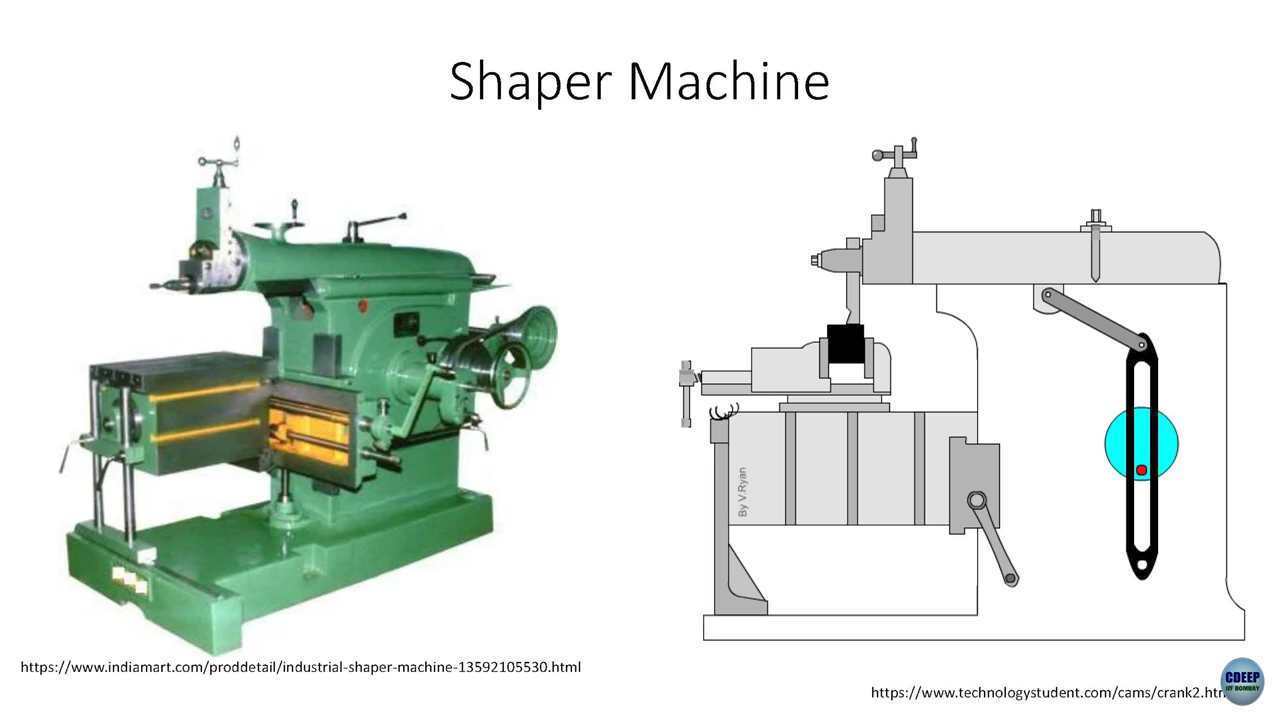 Shaper Machine
By V.Ryan
https://www.indiamart.com/proddetail/industrial-shaper-machine-13592105530.html
https://www.technologystudent.com/cams/crank2.htm
CDEEP
IIT BOMBAY